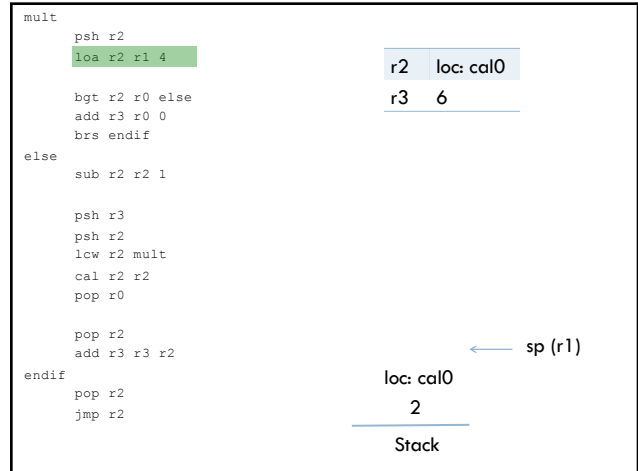 mult
psh r2
loa r2 r1 4
bgt r2 r0 else
add r3 r0 0
brs endif
else
sub r2 r2 1
psh r3
psh r2
lcw r2 mult
cal r2 r2
pop r0
pop r2
add r3 r3 r2
endif
pop r2
jmp r2
r2 loc: cal0
r3 6
sp (r1)
loc: cal0
2
Stack